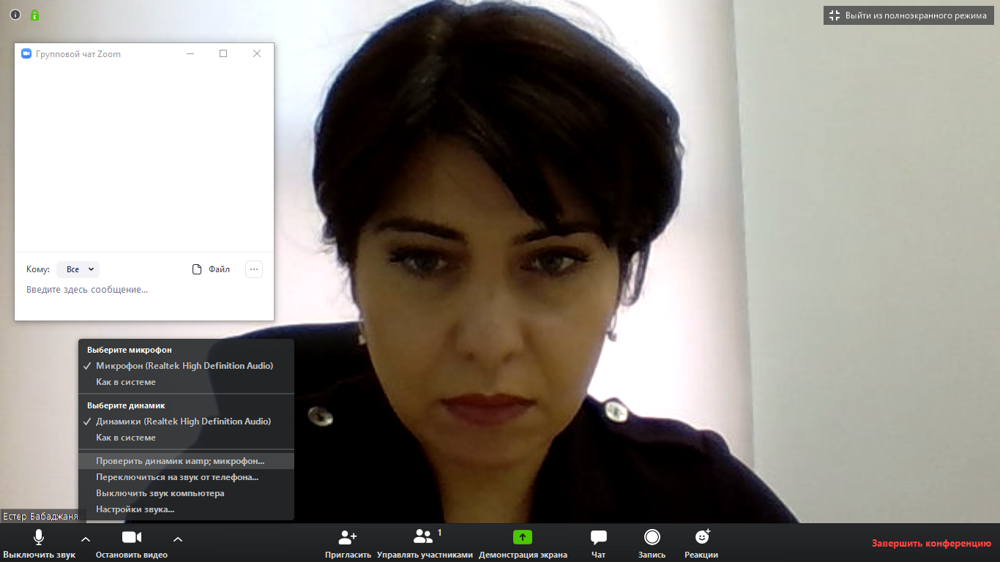 Выйти из полноэкранного режима
Групповой чат Zoom
Кому: Все Файл
Введите здесь сообщение...
Выберите микрофон
Микрофон (Realtek High Definition Audio)
Как в системе
Выберите динамик
Динамики (Realtek High Definition Audio)
Как в системе
Проверить динамик иamp; микрофон...
Переключиться на звук от телефона...
Выключить звук компьютера
Настройки звука...
Естер Бабаджаня
1
Выключить звук Остановить видео Пригласить Управлять участниками Демонстрация экрана Чат Запись Реакции Завершить конференцию